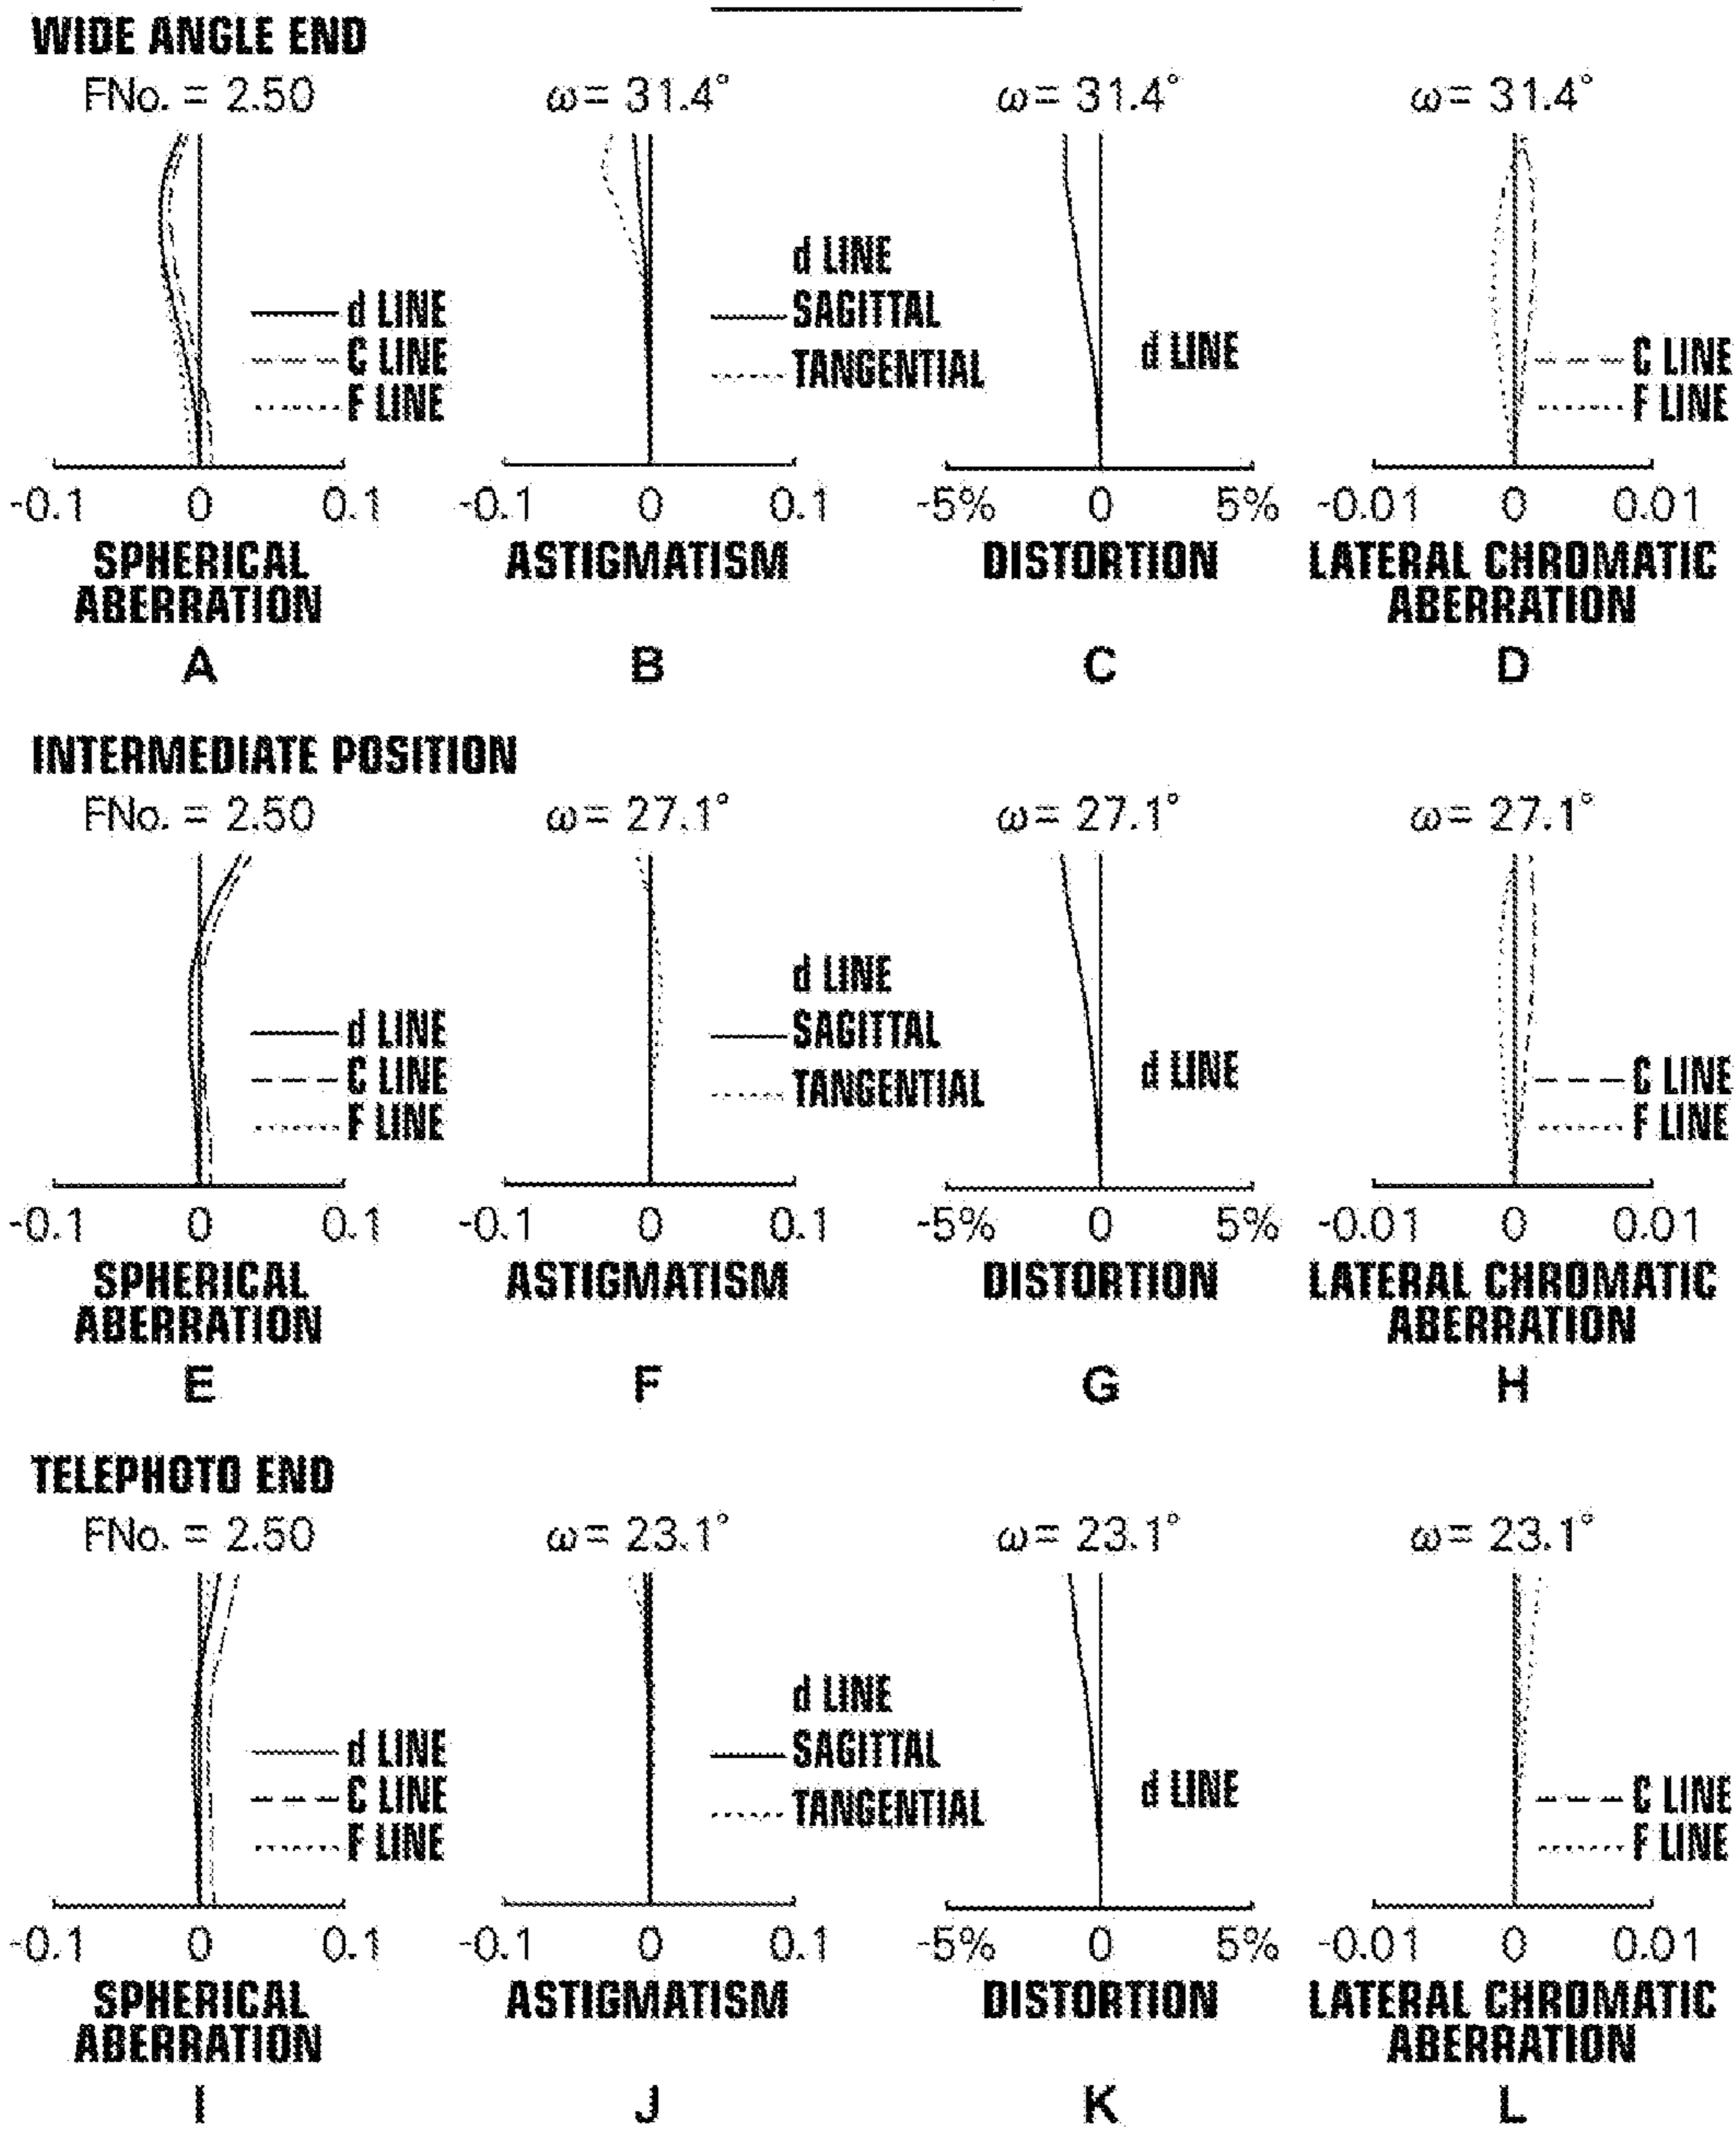 WIDE ANGLE END
FNo. = 2.50
ω= 31.4°
ω= 31.4°
ω= 31.4°
d LINE
C LINE
F LINE
d LINE
SAGITTAL
TANGENTIAL
d LINE
C LINE
F LINE
-0.1 0 0.1
-0.1 0 0.1
-5% 0 5%
-0.01 0 0.01
SPHERICAL
ABERRATION
ASTIGMATISM
DISTORTION
LATERAL CHROMATIC
ABERRATION
A
B
C
D
INTERMEDIATE POSITION
FNo. = 2.50
ω= 27.1°
ω= 27.1°
ω= 27.1°
d LINE
C LINE
F LINE
d LINE
SAGITTAL
TANGENTIAL
d LINE
C LINE
F LINE
-0.1 0 0.1
-0.1 0 0.1
-5% 0 5%
-0.01 0 0.01
SPHERICAL
ABERRATION
ASTIGMATISM
DISTORTION
LATERAL CHROMATIC
ABERRATION
E
F
G
H
TELEPHOTO END
FNo. = 2.50
ω= 23.1°
ω= 23.1°
ω= 23.1°
d LINE
C LINE
F LINE
d LINE
SAGITTAL
TANGENTIAL
d LINE
C LINE
F LINE
-0.1 0 0.1
-0.1 0 0.1
-5% 0 5%
-0.01 0 0.01
SPHERICAL
ABERRATION
ASTIGMATISM
DISTORTION
LATERAL CHROMATIC
ABERRATION
I
J
K
L